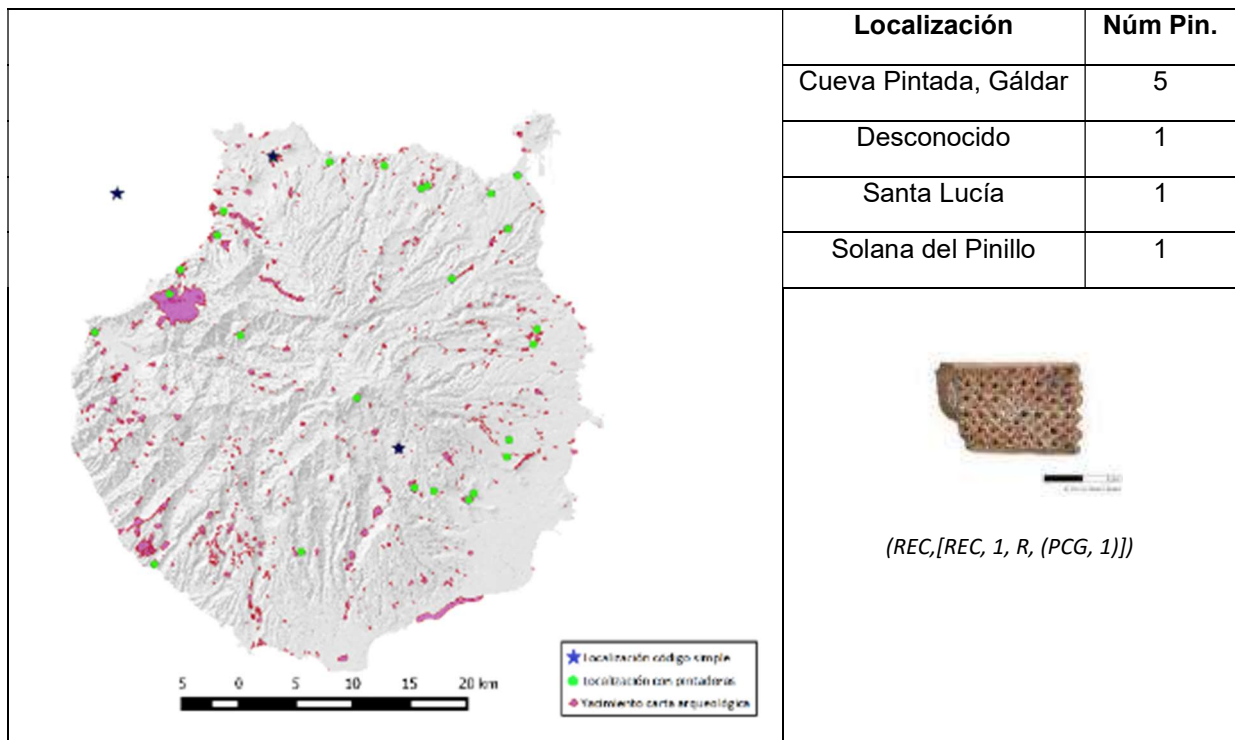 Localización Núm Pin.
Cueva Pintada, Gáldar 5
Desconocido 1
Santa Lucía 1
Solana del Pinillo 1
(REC,[REC, 1, R, (PCG, 1)])
Localización código simple
Localización con pintaderas
Yacimiento carta arqueológica
5 0 5 10 15 20 km